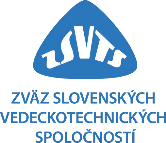 ZSVTS
ZVÄZ SLOVENSKÝCH
VEDECKOTECHNICKÝCH
SPOLOČNOSTÍ